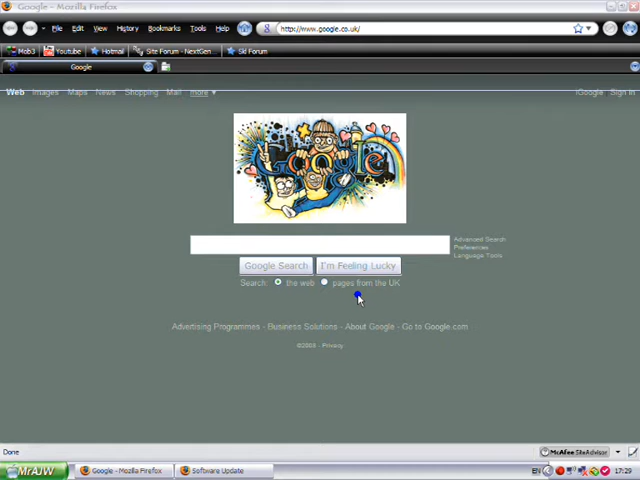 Google - Mozilla Firefox
File Edit View History Bookmarks Tools Help
http://www.google.co.uk/
Mob3 Youtube Hotmail Site Forum - NextGen... Ski Forum
Google
Web Images Maps News Shopping Mail more iGoogle Sign in
Google
Advanced Search
Preferences
Language Tools
Google Search I'm Feeling Lucky
Search: the web pages from the UK
Advertising Programmes - Business Solutions - About Google - Go to Google.com
Privacy
Done McAfee SiteAdvisor
MrAJW Google - Mozilla Firefox Software Update EN 17:29